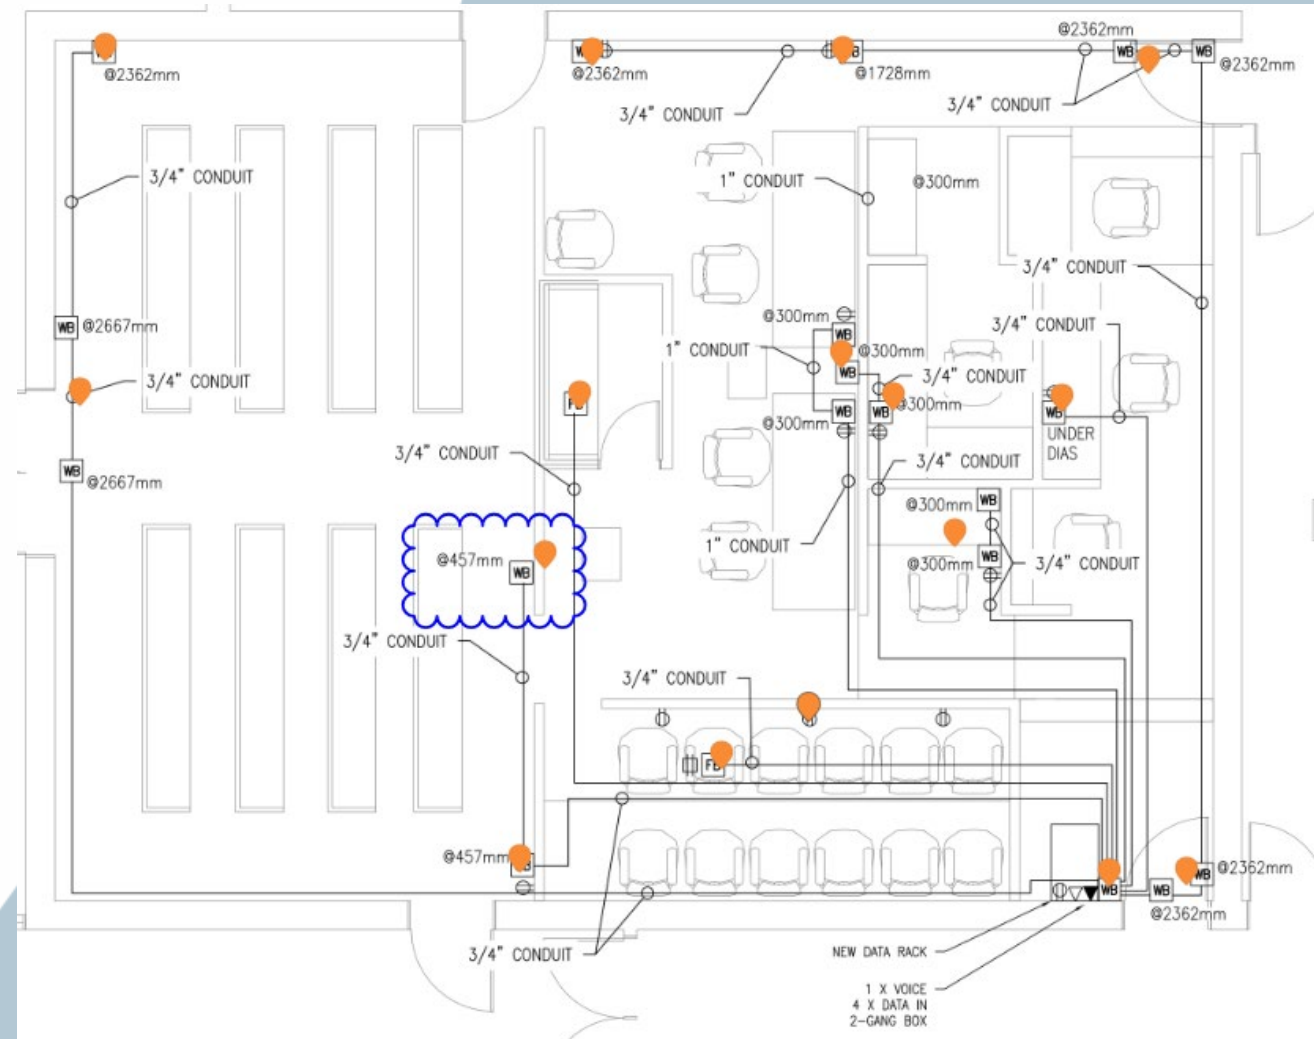 @2362mm
WB
@2362mm
WB
@2362mm
WB
@1728mm
WB
@2362mm
WB
@2362mm
3/4" CONDUIT
3/4" CONDUIT
3/4" CONDUIT
1" CONDUIT
@300mm
3/4" CONDUIT
@300mm
WB
3/4" CONDUIT
WB
@2667mm
1" CONDUIT
@300mm
WB
3/4" CONDUIT
3/4" CONDUIT
@300mm
WB
WB
@300mm
WB
UNDER
DIAS
FB
3/4" CONDUIT
3/4" CONDUIT
WB
@2667mm
@300mm
WB
1" CONDUIT
@300mm
WB
3/4" CONDUIT
@457mm
WB
3/4" CONDUIT
3/4" CONDUIT
FB
@457mm
WB
@2362mm
WB
WB
@2362mm
3/4" CONDUIT
NEW DATA RACK
1 X VOICE
4 X DATA IN
2-GANG BOX